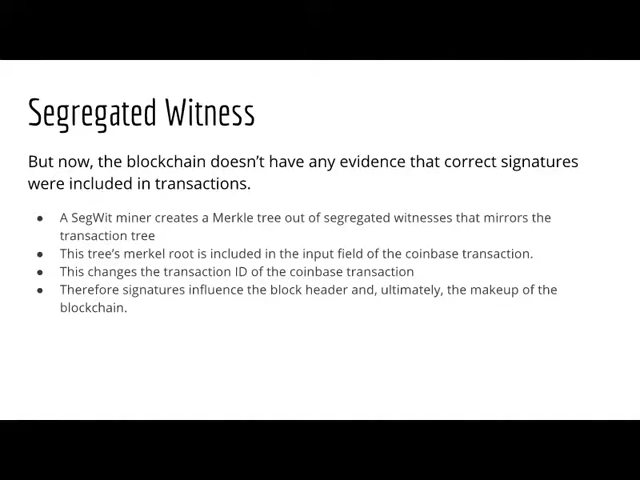 Segregated Witness
But now, the blockchain doesn't have any evidence that correct signatures
were included in transactions.
● A SegWit miner creates a Merkle tree out of segregated witnesses that mirrors the
transaction tree
● This tree's merkel root is included in the input field of the coinbase transaction.
● This changes the transaction ID of the coinbase transaction
● Therefore signatures influence the block header and, ultimately, the makeup of the
blockchain.